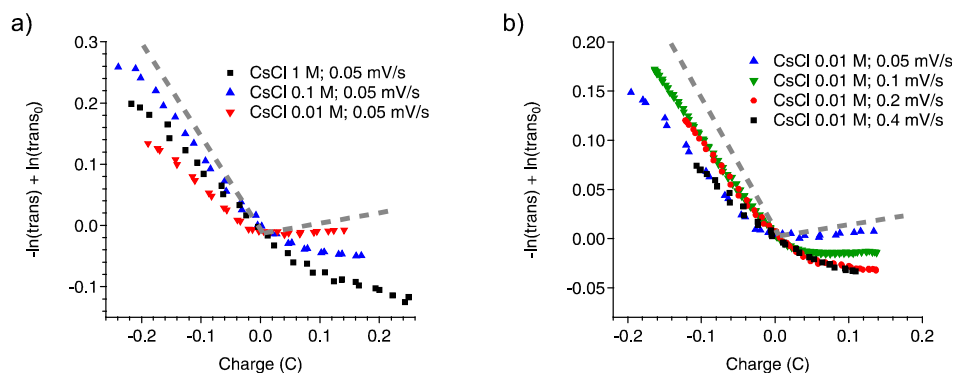 a)
-ln(trans) + ln(trans₀)
0.3
0.2
0.1
0.0
-0.1
CsCl 1 M; 0.05 mV/s
CsCl 0.1 M; 0.05 mV/s
CsCl 0.01 M; 0.05 mV/s
-0.2 -0.1 0.0 0.1 0.2
Charge (C)
b)
-ln(trans) + ln(trans₀)
0.20
0.15
0.10
0.05
0.00
-0.05
CsCl 0.01 M; 0.05 mV/s
CsCl 0.01 M; 0.1 mV/s
CsCl 0.01 M; 0.2 mV/s
CsCl 0.01 M; 0.4 mV/s
-0.2 -0.1 0.0 0.1 0.2
Charge (C)